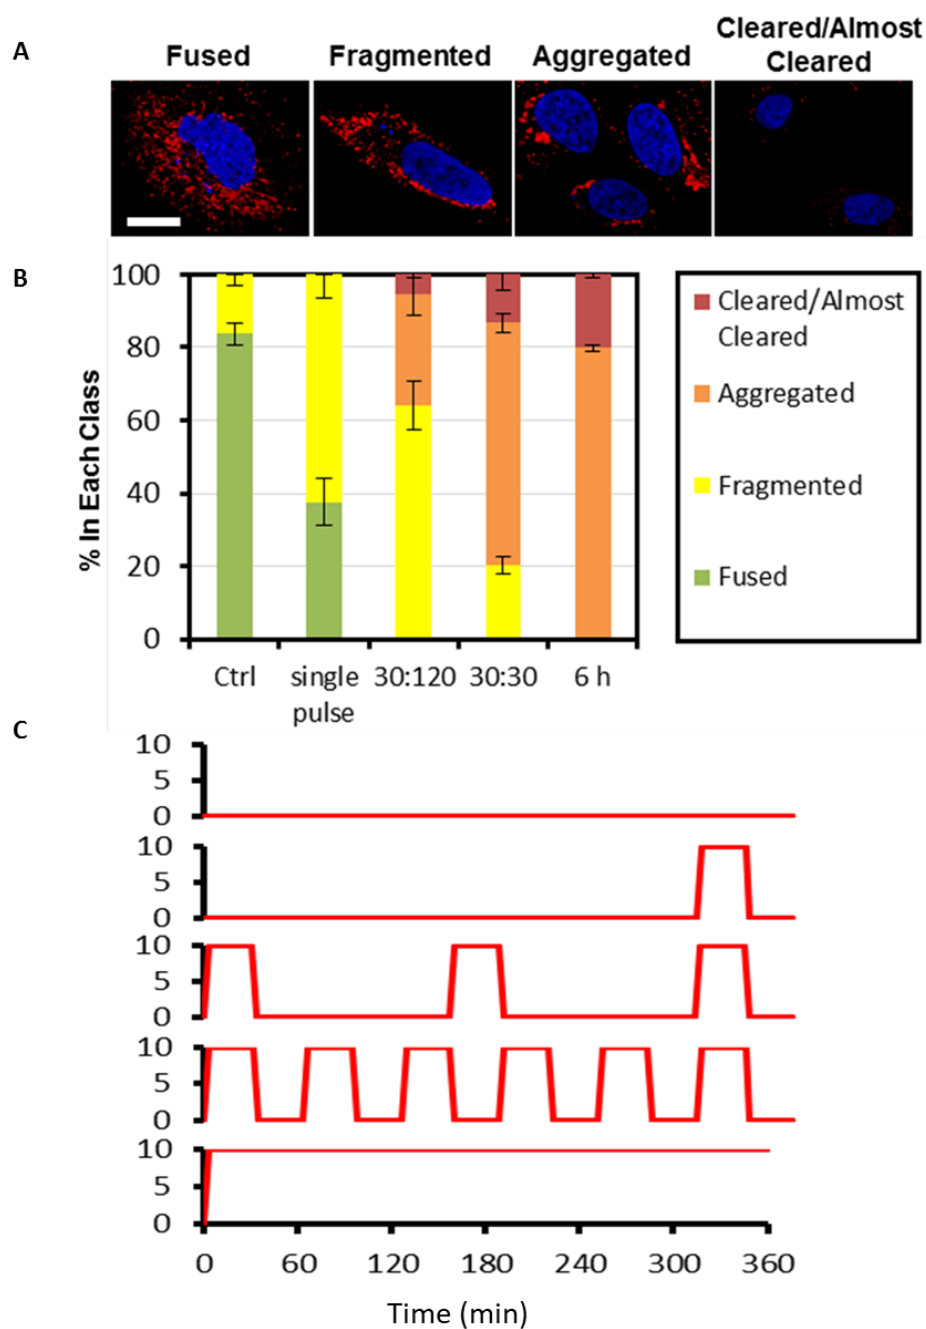 A
Fused
Fragmented
Aggregated
Cleared/Almost
Cleared
B
% In Each Class
100
80
60
40
20
0
Ctrl
single
pulse
30:120
30:30
6 h
Cleared/Almost
Cleared
Aggregated
Fragmented
Fused
C
10
5
0
10
5
0
10
5
0
10
5
0
10
5
0
0 60 120 180 240 300 360
Time (min)